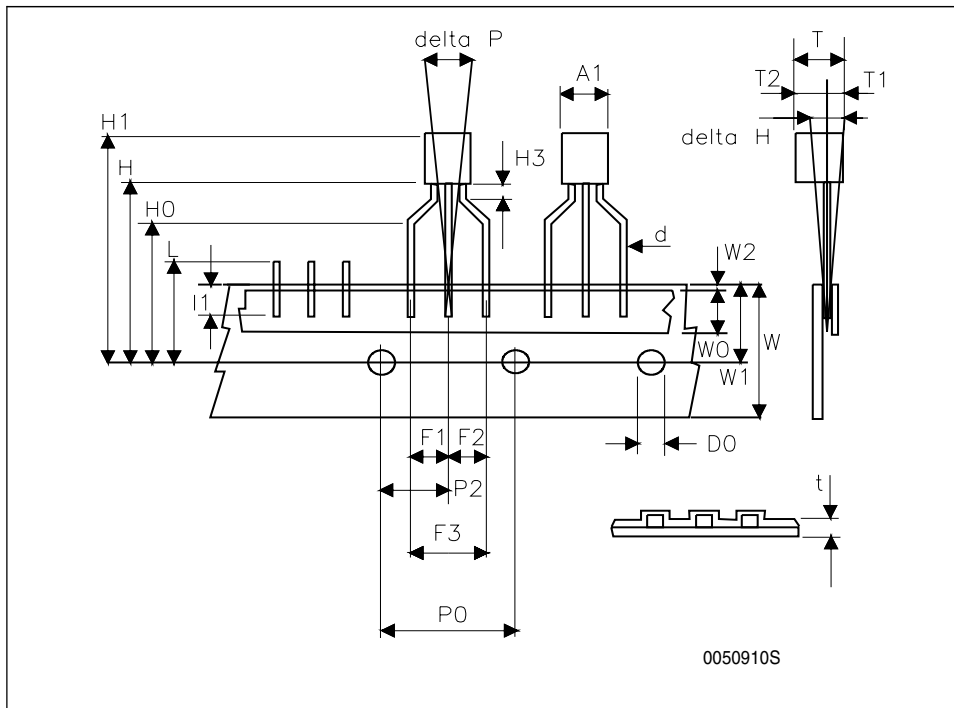 delta P
T
A1
T2
T1
H1
delta H
H3
H
H0
d
L
W2
I1
W
W0
W1
F1
F2
D0
P2
t
F3
P0
0050910S